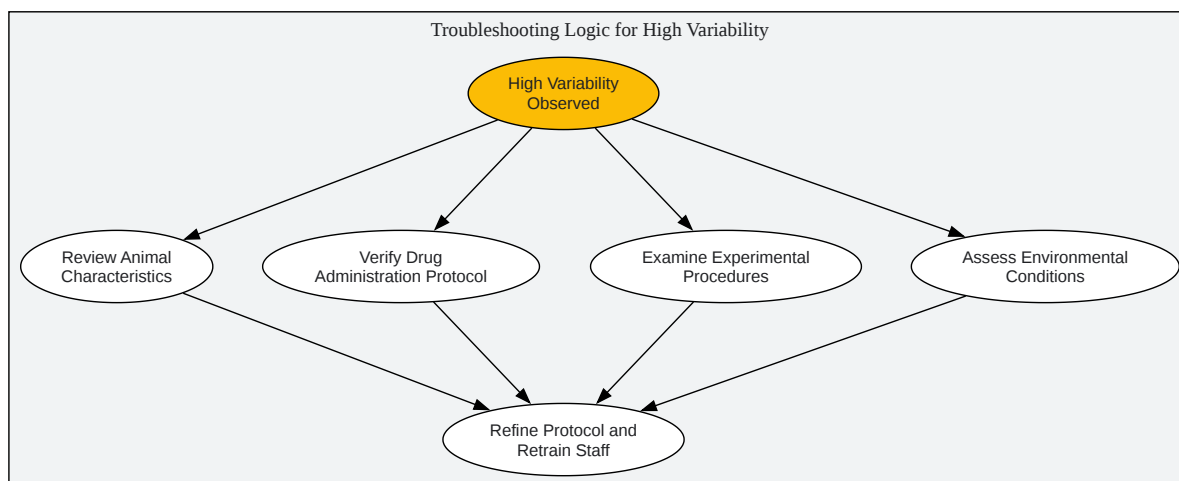 Troubleshooting Logic for High Variability
High Variability
Observed
Review Animal
Characteristics
Verify Drug
Administration Protocol
Examine Experimental
Procedures
Assess Environmental
Conditions
Refine Protocol and
Retrain Staff